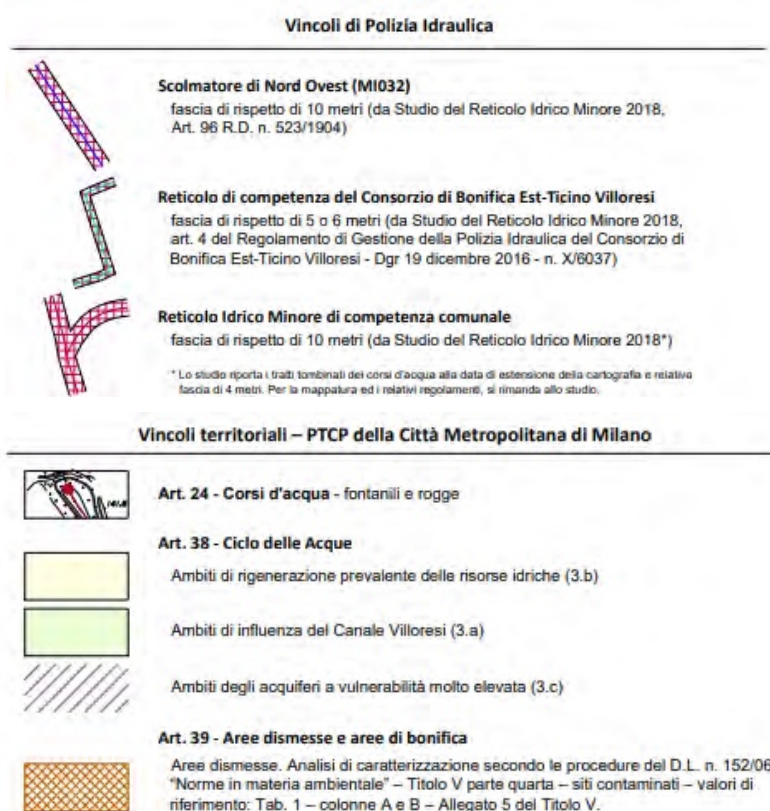 Vincoli di Polizia Idraulica
Scolmatore di Nord Ovest (MI032)
fascia di rispetto di 10 metri (da Studio del Reticolo Idrico Minore 2018,
Art. 96 R.D. n. 523/1904)
Reticolo di competenza del Consorzio di Bonifica Est-Ticino Villoresi
fascia di rispetto di 5 o 6 metri (da Studio del Reticolo Idrico Minore 2018,
art. 4 del Regolamento di Gestione della Polizia Idraulica del Consorzio di
Bonifica Est-Ticino Villoresi - Dgr 19 dicembre 2016 - n. X/6037)
Reticolo Idrico Minore di competenza comunale
fascia di rispetto di 10 metri (da Studio del Reticolo Idrico Minore 2018*)
* Lo studio riporta i tratti tombinati dei corsi d'acqua alla data di estensione della cartografia e relativa
fascia di 4 metri. Per la mappatura ed i relativi regolamenti, si rimanda allo studio.
Vincoli territoriali – PTCP della Città Metropolitana di Milano
Art. 24 - Corsi d'acqua - fontanili e rogge
Art. 38 - Ciclo delle Acque
Ambiti di rigenerazione prevalente delle risorse idriche (3.b)
Ambiti di influenza del Canale Villoresi (3.a)
Ambiti degli acquiferi a vulnerabilità molto elevata (3.c)
Art. 39 - Aree dismesse e aree di bonifica
Aree dismesse. Analisi di caratterizzazione secondo le procedure del D.L. n. 152/06
"Norme in materia ambientale" – Titolo V parte quarta – siti contaminati – valori di
riferimento: Tab. 1 – colonne A e B – Allegato 5 del Titolo V.